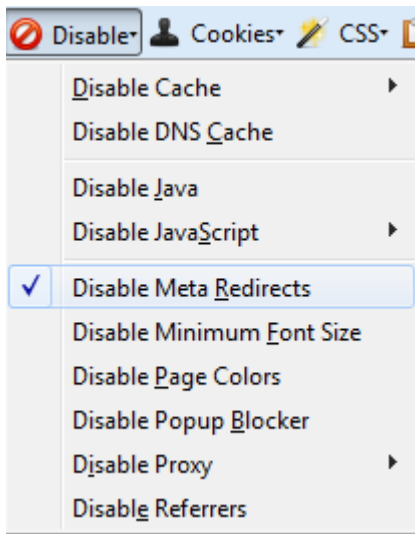 Disable Cookies CSS
Disable Cache
Disable DNS Cache
Disable Java
Disable JavaScript
Disable Meta Redirects
Disable Minimum Font Size
Disable Page Colors
Disable Popup Blocker
Disable Proxy
Disable Referrers